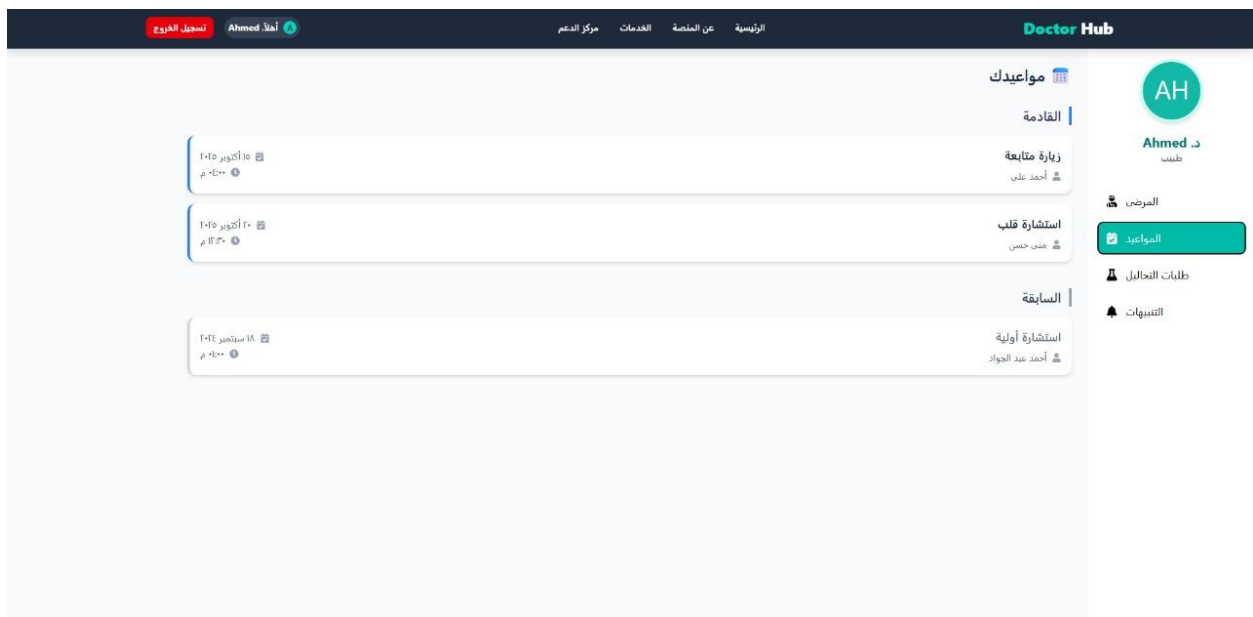 Doctor Hub
الرئيسية
عن المنصة
الخدمات
مركز الدعم
أهلاً، Ahmed
تسجيل الخروج
AH
د. Ahmed
طبيب
المرضى
المواعيد
طلبات التحاليل
التنبيهات
مواعيدك
القادمة
زيارة متابعة
أحمد علي
١٥ أكتوبر ٢٠٢٥
٠٤:٠٠ م
استشارة قلب
منى حسن
٢٠ أكتوبر ٢٠٢٥
١٢:٣٠ م
السابقة
استشارة أولية
أحمد عبد الجواد
١٨ سبتمبر ٢٠٢٤